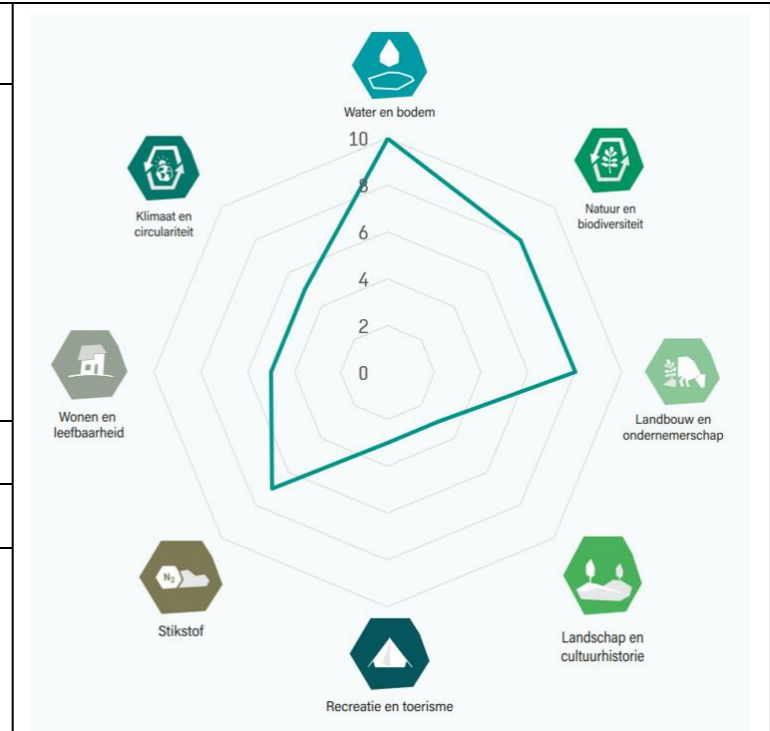 Water en bodem
10
8
6
4
2
0
Natuur en
biodiversiteit
Landbouw en
ondernemerschap
Landschap en
cultuurhistorie
Recreatie en toerisme
N₂
Stikstof
Wonen en
leefbaarheid
Klimaat en
circulariteit